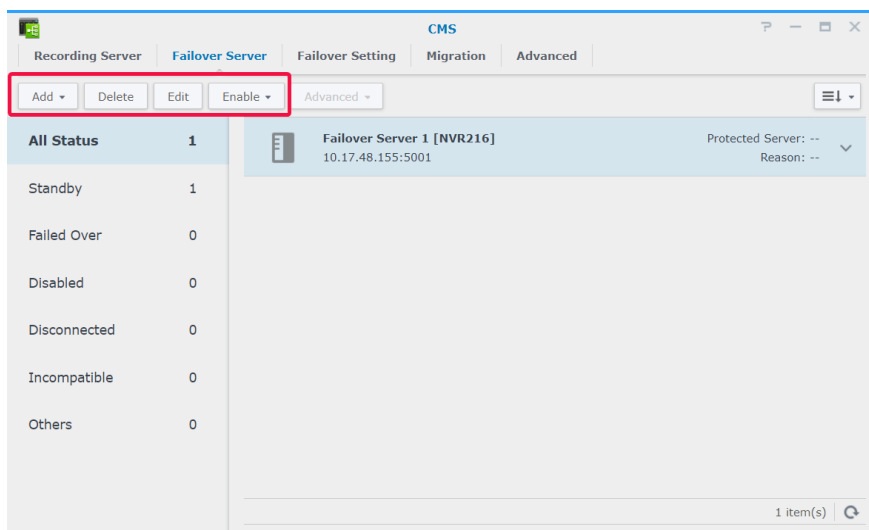 CMS
Recording Server Failover Server Failover Setting Migration Advanced
Add Delete Edit Enable Advanced
All Status 1
Standby 1
Failed Over 0
Disabled 0
Disconnected 0
Incompatible 0
Others 0
Failover Server 1 [NVR216] Protected Server: --
10.17.48.155:5001 Reason: --
1 item(s)